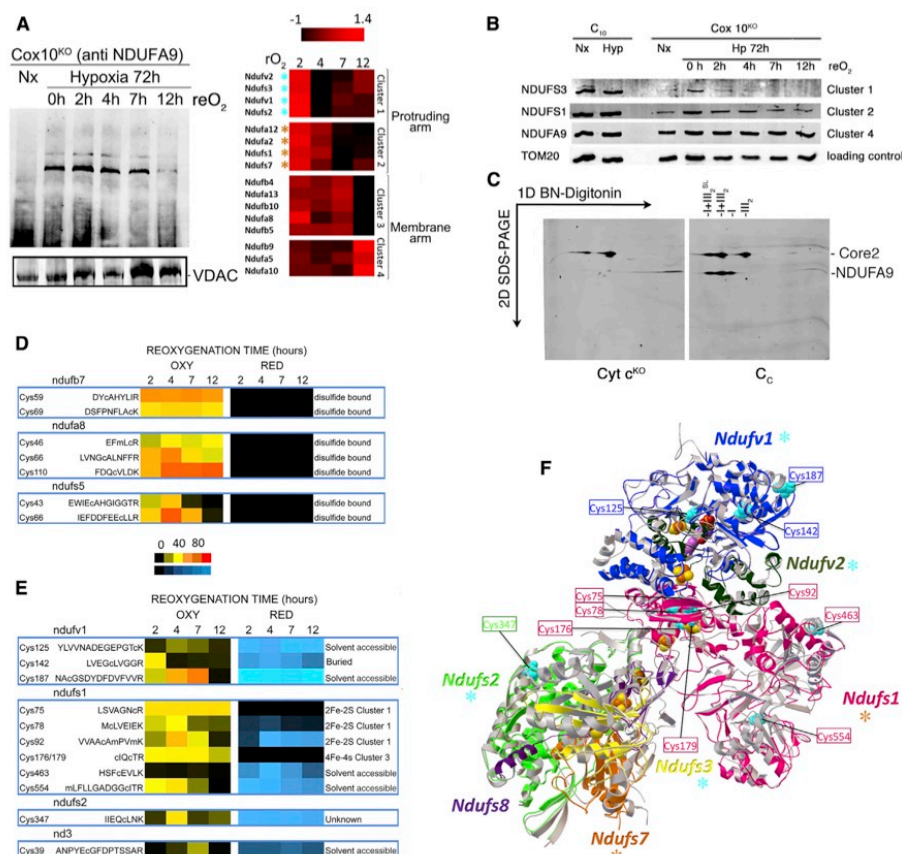 A
Cox10KO (anti NDUFA9)
Nx Hypoxia 72h
0h 2h 4h 7h 12h reO2
VDAC
-1 1.4
rO2 2 4 7 12
Ndufv2 *
Ndufs3 *
Ndufv1 *
Ndufs2 *
Cluster 1
Ndufa12 *
Ndufa2 *
Ndufs1 *
Ndufs7 *
Cluster 2
Protruding arm
Ndufb4
Ndufa13
Ndufb10
Ndufa8
Ndufb5
Cluster 3
Ndufb9
Ndufa5
Ndufa10
Cluster 4
Membrane arm
B
C10 Cox 10KO
Nx Hyp Nx Hp 72h
0 h 2h 4h 7h 12h reO2
NDUFS3 Cluster 1
NDUFS1 Cluster 2
NDUFA9 Cluster 4
TOM20 loading control
C
1D BN-Digitonin
-I+III2SL
-I+III2
-I
-III2
2D SDS-PAGE
- Core2
-NDUFA9
Cyt cKO CC
D
REOXYGENATION TIME (hours)
OXY RED
ndufb7 2 4 7 12 2 4 7 12
Cys59 DYcAHYLIR disulfide bound
Cys69 DSFPNFLAcK disulfide bound
ndufa8
Cys46 EFmLcR disulfide bound
Cys66 LVNGcALNFFR disulfide bound
Cys110 FDQcVLDK disulfide bound
ndufs5
Cys43 EWIEcAHGIGGTR disulfide bound
Cys66 IEFDDFEEcLLR disulfide bound
0 20 40 60 80
E
REOXYGENATION TIME (hours)
OXY RED
ndufv1 2 4 7 12 2 4 7 12
Cys125 YLVVNADEGEPGTcK Solvent accessible
Cys142 LVEGcLVGGR Buried
Cys187 NAcGSDYDFDVFVVR Solvent accessible
ndufs1
Cys75 LSVAGNcR 2Fe-2S Cluster 1
Cys78 McLVEIEK 2Fe-2S Cluster 1
Cys92 VVAAcAmPVmK 2Fe-2S Cluster 1
Cys176/179 cIQcTR 4Fe-4s Cluster 3
Cys463 HSFcEVLK Solvent accessible
Cys554 mLFLLGADGGcITR Solvent accessible
ndufs2
Cys347 IIEQcLNK Unknown
nd3
Cys39 ANPYEcGFDPTSSAR Solvent accessible
F
Ndufv1 *
Cys187
Cys125
Cys142
Ndufv2 *
Cys75
Cys92
Cys78
Cys463
Cys347
Cys176
Ndufs2 *
Ndufs1 *
Cys179
Cys554
Ndufs3 *
Ndufs8
Ndufs7 *